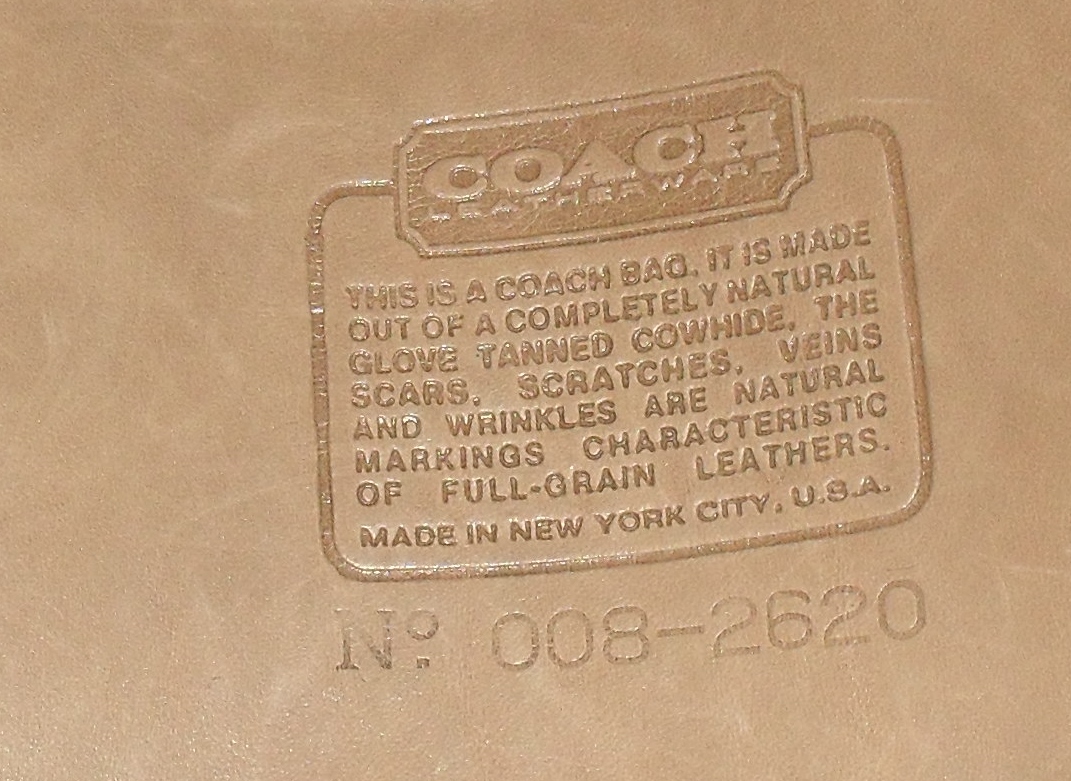 COACH
LEATHERWARE
THIS IS A COACH BAG. IT IS MADE
OUT OF A COMPLETELY NATURAL
GLOVE TANNED COWHIDE, THE
SCARS, SCRATCHES, VEINS
AND WRINKLES ARE NATURAL
MARKINGS CHARACTERISTIC
OF FULL-GRAIN LEATHERS.
MADE IN NEW YORK CITY, U.S.A.
Nº. 008-2620